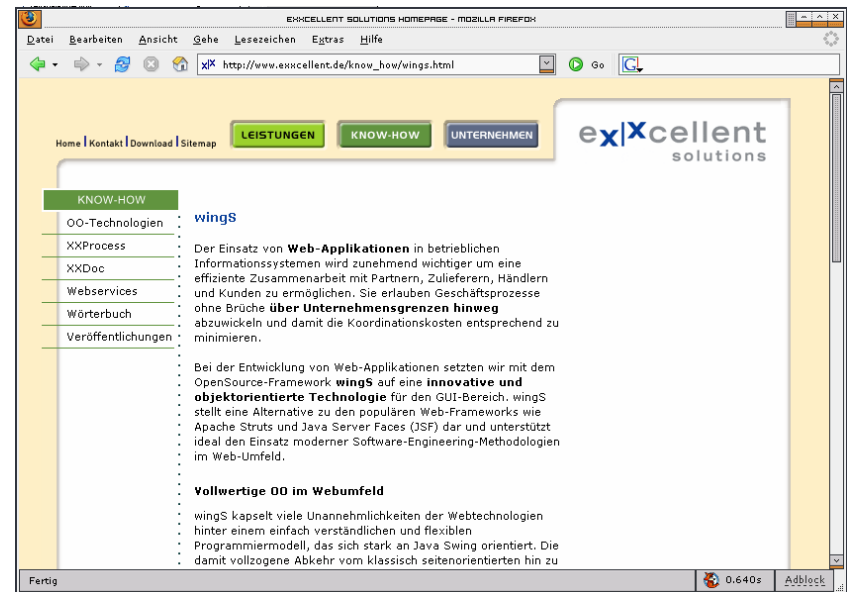 EXXCELLENT SOLUTIONS HOMEPAGE - MOZILLA FIREFOX
Datei Bearbeiten Ansicht Gehe Lesezeichen Extras Hilfe
x|x http://www.exxcellent.de/know_how/wings.html Go G
Home | Kontakt | Download | Sitemap LEISTUNGEN KNOW-HOW UNTERNEHMEN
ex|xcellent
solutions
KNOW-HOW
OO-Technologien
XXProcess
XXDoc
Webservices
Wörterbuch
Veröffentlichungen
wingS
Der Einsatz von Web-Applikationen in betrieblichen
Informationssystemen wird zunehmend wichtiger um eine
effiziente Zusammenarbeit mit Partnern, Zulieferern, Händlern
und Kunden zu ermöglichen. Sie erlauben Geschäftsprozesse
ohne Brüche über Unternehmensgrenzen hinweg
abzuwickeln und damit die Koordinationskosten entsprechend zu
minimieren.
Bei der Entwicklung von Web-Applikationen setzten wir mit dem
OpenSource-Framework wingS auf eine innovative und
objektorientierte Technologie für den GUI-Bereich. wingS
stellt eine Alternative zu den populären Web-Frameworks wie
Apache Struts und Java Server Faces (JSF) dar und unterstützt
ideal den Einsatz moderner Software-Engineering-Methodologien
im Web-Umfeld.
Vollwertige OO im Webumfeld
wingS kapselt viele Unannehmlichkeiten der Webtechnologien
hinter einem einfach verständlichen und flexiblen
Programmiermodell, das sich stark an Java Swing orientiert. Die
damit vollzogene Abkehr vom klassisch seitenorientierten hin zu
Fertig 0.640s Adblock